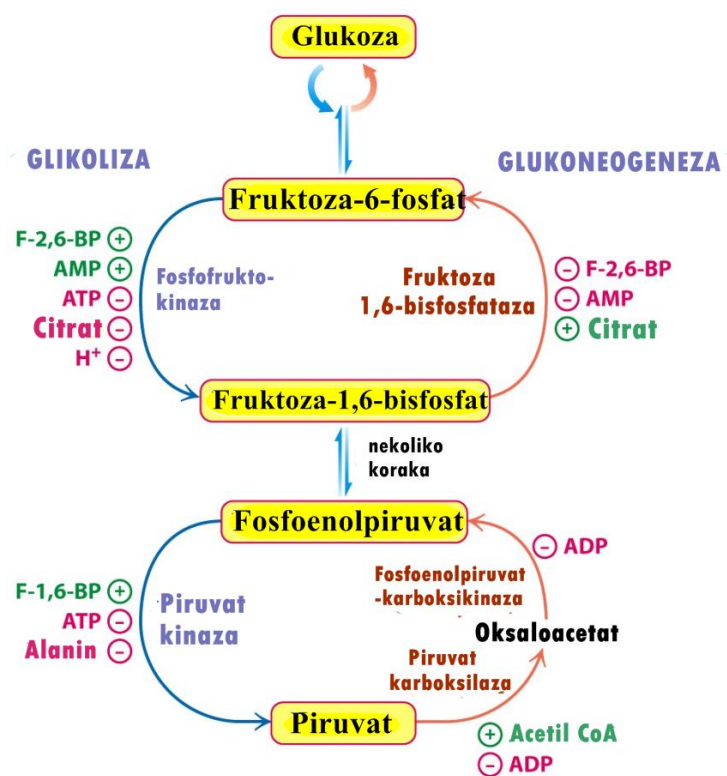 Glukoza
GLIKOLIZA
GLUKONEOGENEZA
Fruktoza-6-fosfat
F-2,6-BP +
AMP +
ATP -
Citrat -
H+ -
Fosfofrukto-
kinaza
Fruktoza
1,6-bisfosfataza
- F-2,6-BP
- AMP
+ Citrat
Fruktoza-1,6-bisfosfat
nekoliko
koraka
Fosfoenolpiruvat
- ADP
F-1,6-BP +
ATP -
Alanin -
Piruvat
kinaza
Fosfoenolpiruvat
-karboksikinaza
Oksaloacetat
Piruvat
karboksilaza
Piruvat
+ Acetil CoA
- ADP